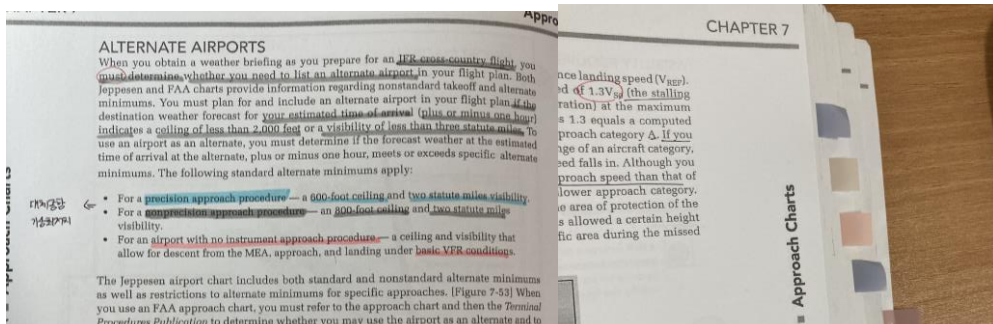 Appro
ALTERNATE AIRPORTS
When you obtain a weather briefing as you prepare for an IFR cross-country flight, you
must determine whether you need to list an alternate airport in your flight plan. Both
Jeppesen and FAA charts provide information regarding nonstandard takeoff and alternate
minimums. You must plan for and include an alternate airport in your flight plan if the
destination weather forecast for your estimated time of arrival (plus or minus one hour)
indicates a ceiling of less than 2,000 feet or a visibility of less than three statute miles. To
use an airport as an alternate, you must determine if the forecast weather at the estimated
time of arrival at the alternate, plus or minus one hour, meets or exceeds specific alternate
minimums. The following standard alternate minimums apply:
• For a precision approach procedure — a 600-foot ceiling and two statute miles visibility.
• For a nonprecision approach procedure — an 800-foot ceiling and two statute miles
visibility.
• For an airport with no instrument approach procedure — a ceiling and visibility that
allow for descent from the MEA, approach, and landing under basic VFR conditions.
The Jeppesen airport chart includes both standard and nonstandard alternate minimums
as well as restrictions to alternate minimums for specific approaches. [Figure 7-53] When
you use an FAA approach chart, you must refer to the approach chart and then the Terminal
Procedures Publication to determine whether you may use the airport as an alternate and to
CHAPTER 7
nce landing speed (VREF).
ed of 1.3VS0 (the stalling
ration) at the maximum
s 1.3 equals a computed
proach category A. If you
nge of an aircraft category,
eed falls in. Although you
proach speed than that of
lower approach category.
e area of protection of the
s allowed a certain height
fic area during the missed
Approach Charts